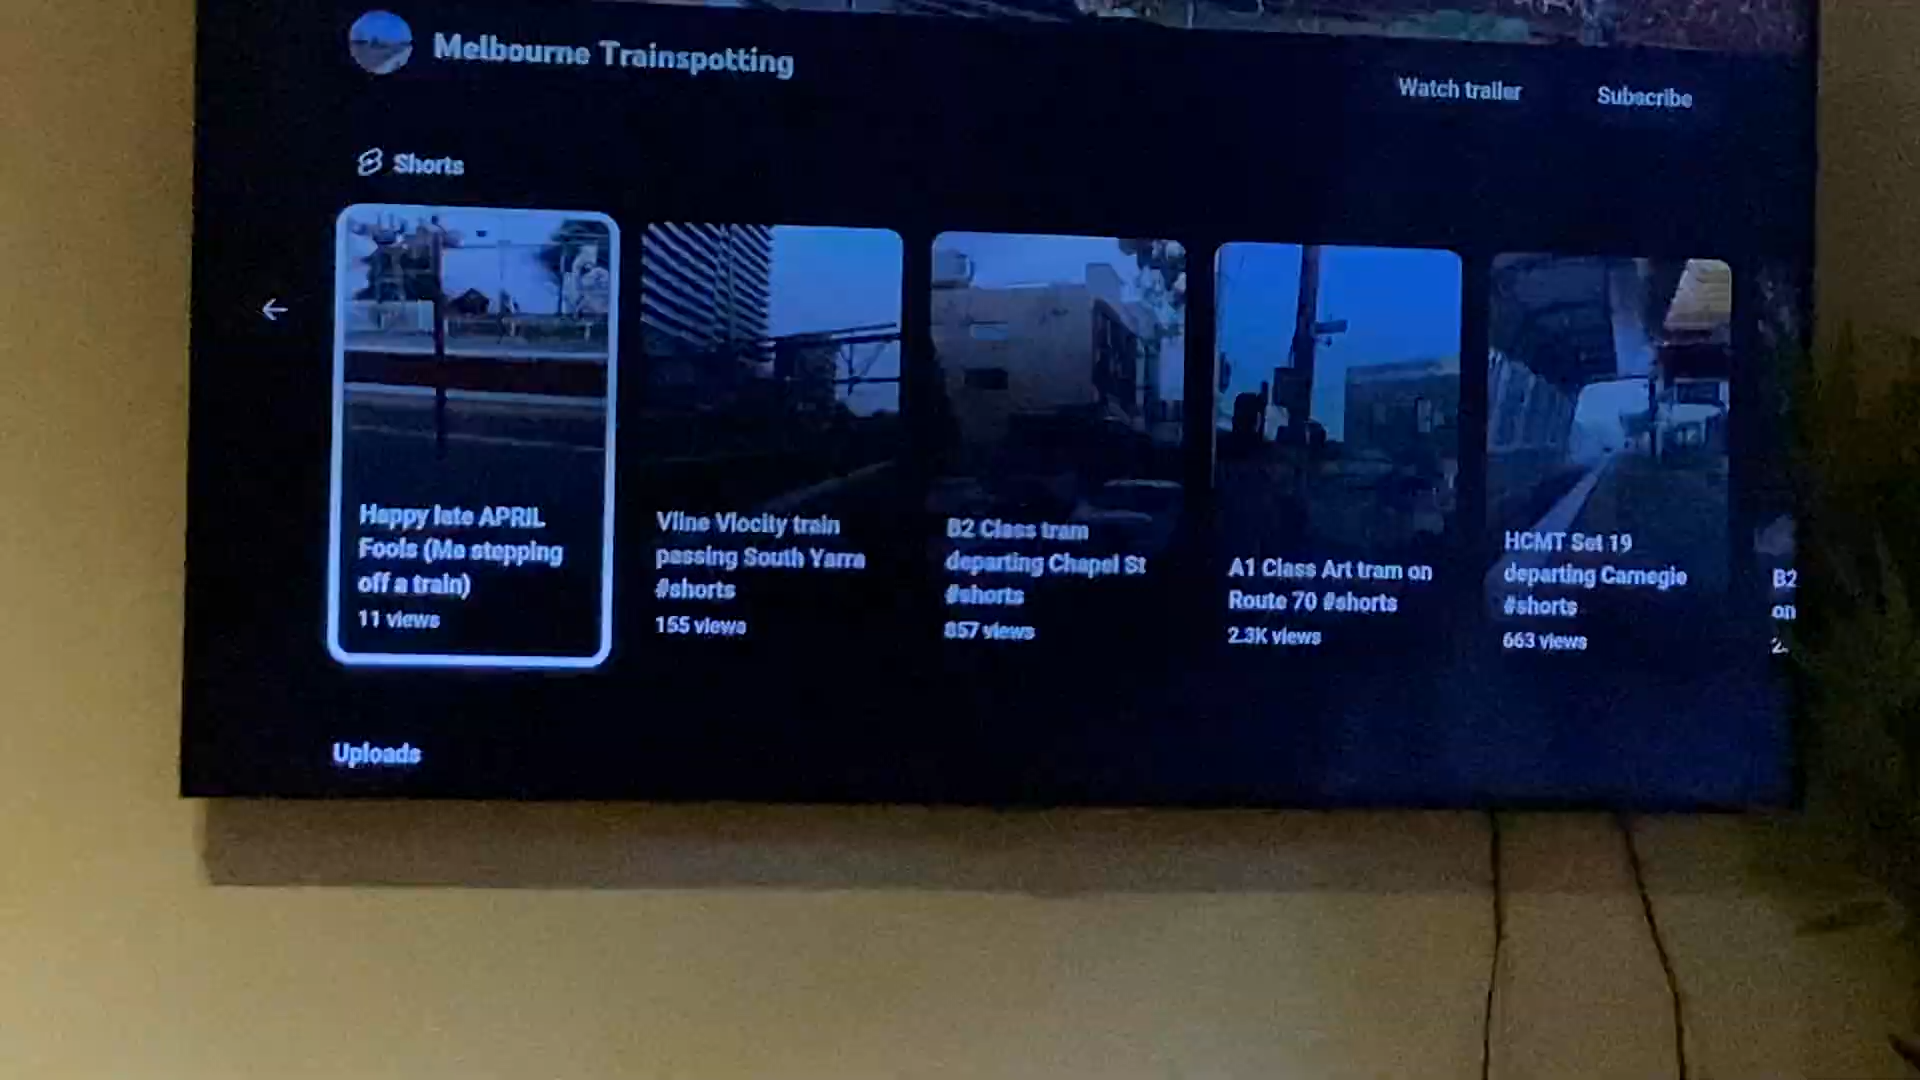 Melbourne Trainspotting
Watch trailer
Subscribe
Shorts
Happy late APRIL
Fools (Me stepping
off a train)
11 views
Vline Vlocity train
passing South Yarra
#shorts
155 views
B2 Class tram
departing Chapel St
#shorts
857 views
A1 Class Art tram on
Route 70 #shorts
2.3K views
HCMT Set 19
departing Carnegie
#shorts
663 views
B2
on
Uploads